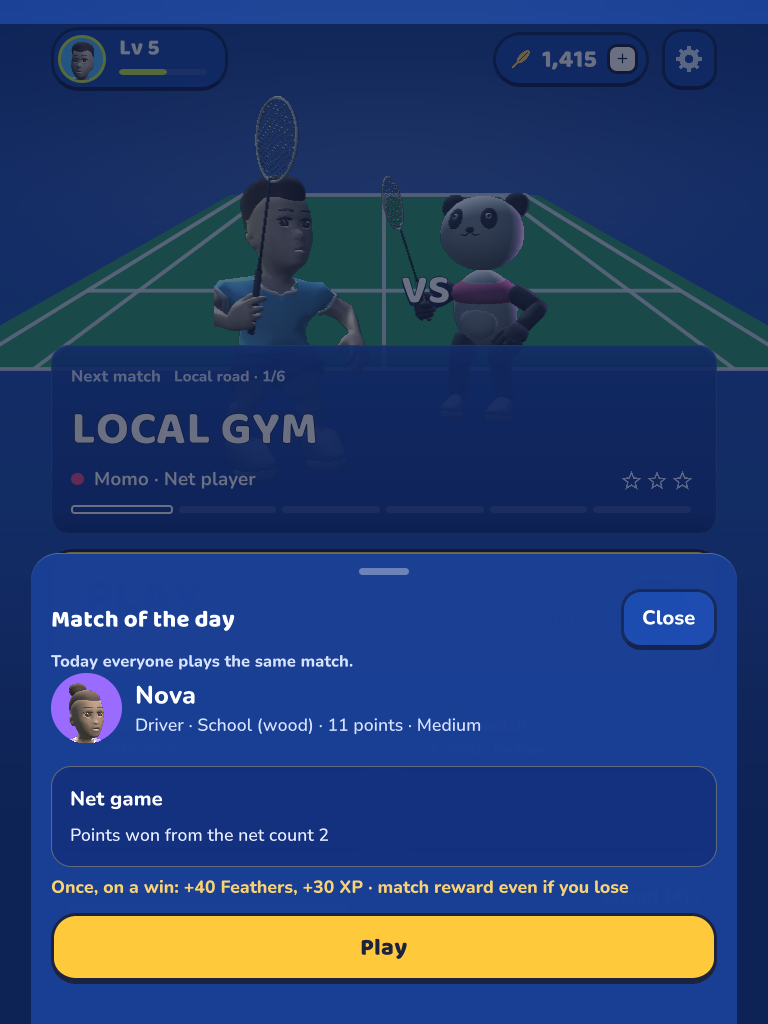 Lv 5
1,415 +
VS
Next match Local road · 1/6
LOCAL GYM
Momo · Net player
Match of the day
Close
Today everyone plays the same match.
Nova
Driver · School (wood) · 11 points · Medium
Net game
Points won from the net count 2
Once, on a win: +40 Feathers, +30 XP · match reward even if you lose
Play